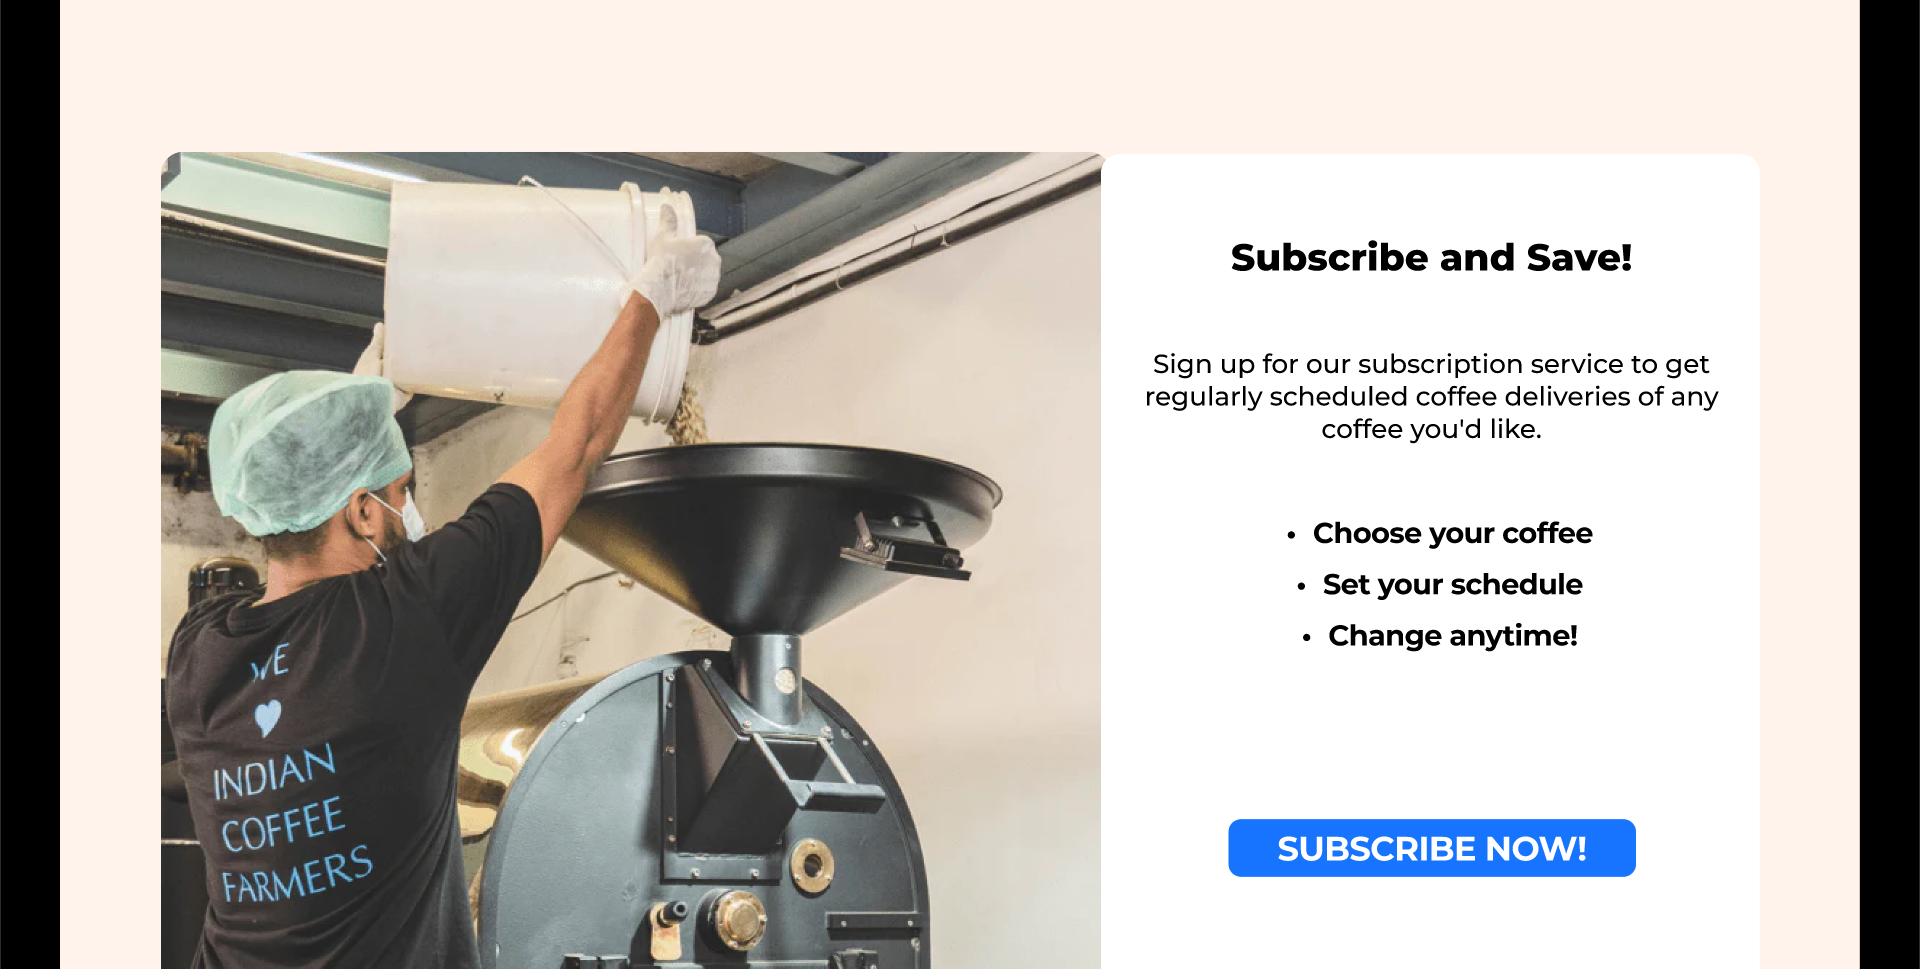 Subscribe and Save!
Sign up for our subscription service to get
regularly scheduled coffee deliveries of any
coffee you'd like.
• Choose your coffee
• Set your schedule
• Change anytime!
SUBSCRIBE NOW!
WE
INDIAN
COFFEE
FARMERS